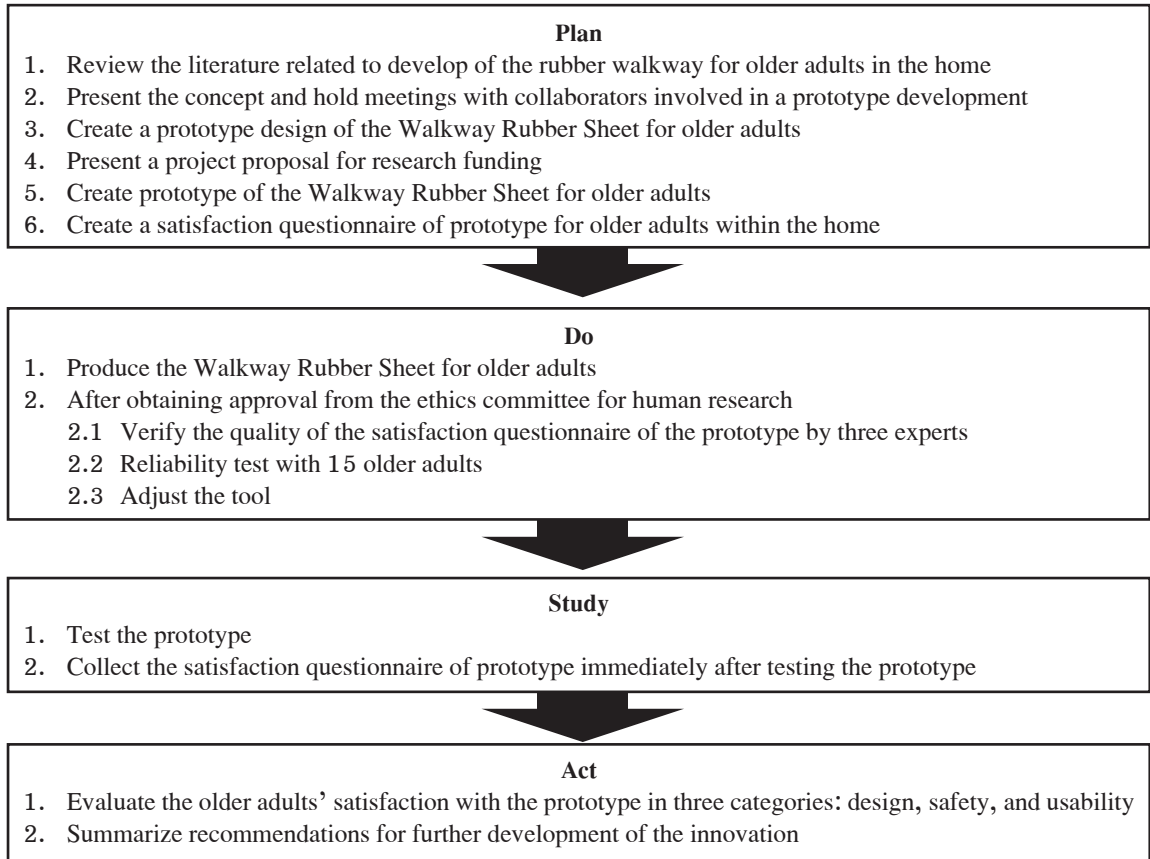 Plan
1. Review the literature related to develop of the rubber walkway for older adults in the home
2. Present the concept and hold meetings with collaborators involved in a prototype development
3. Create a prototype design of the Walkway Rubber Sheet for older adults
4. Present a project proposal for research funding
5. Create prototype of the Walkway Rubber Sheet for older adults
6. Create a satisfaction questionnaire of prototype for older adults within the home
Do
1. Produce the Walkway Rubber Sheet for older adults
2. After obtaining approval from the ethics committee for human research
2.1 Verify the quality of the satisfaction questionnaire of the prototype by three experts
2.2 Reliability test with 15 older adults
2.3 Adjust the tool
Study
1. Test the prototype
2. Collect the satisfaction questionnaire of prototype immediately after testing the prototype
Act
1. Evaluate the older adults’ satisfaction with the prototype in three categories: design, safety, and usability
2. Summarize recommendations for further development of the innovation